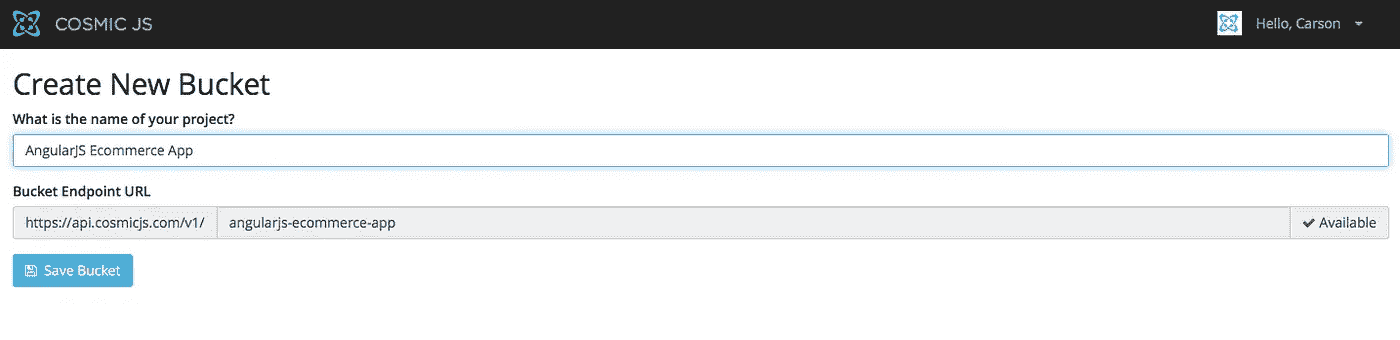 COSMIC JS
Hello, Carson
Create New Bucket
What is the name of your project?
AngularJS Ecommerce App
Bucket Endpoint URL
https://api.cosmicjs.com/v1/ angularjs-ecommerce-app Available
Save Bucket